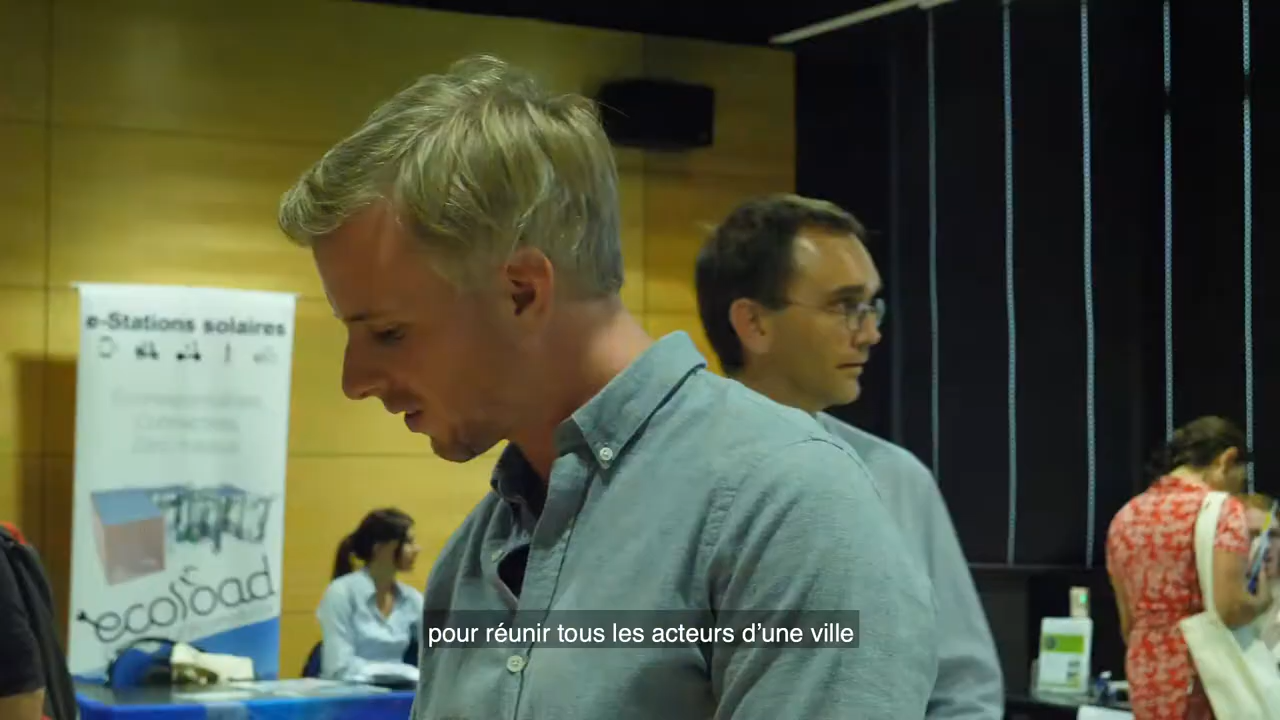 e-Stations solaires
ecoload
pour réunir tous les acteurs d’une ville